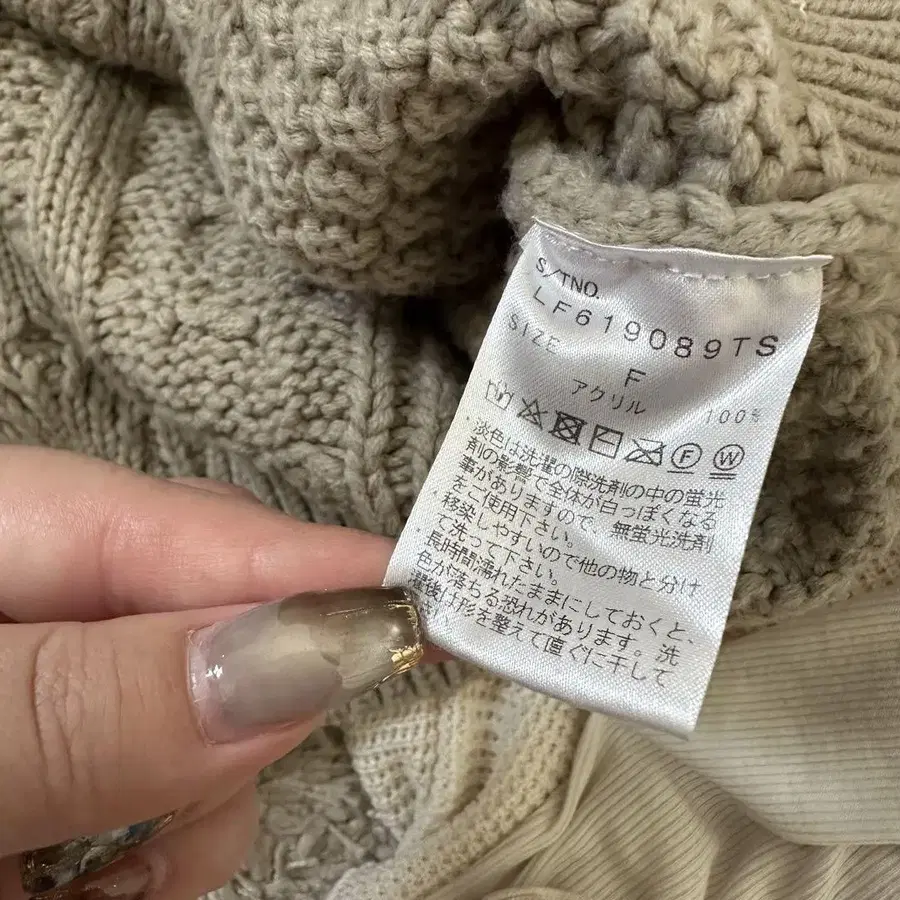 S/TNO.
LF619089TS
SIZE
F
アクリル 100%
F W
・淡色は洗濯の際洗剤の中の蛍光
剤の影響で全体が白っぽくなる
事がありますので、無蛍光洗剤
をご使用下さい。
・移染しやすいので他の物と分け
て洗って下さい。
長時間濡れたままにしておくと、
色が落ちる恐れがあります。洗
濯後は形を整えて直ぐに干して